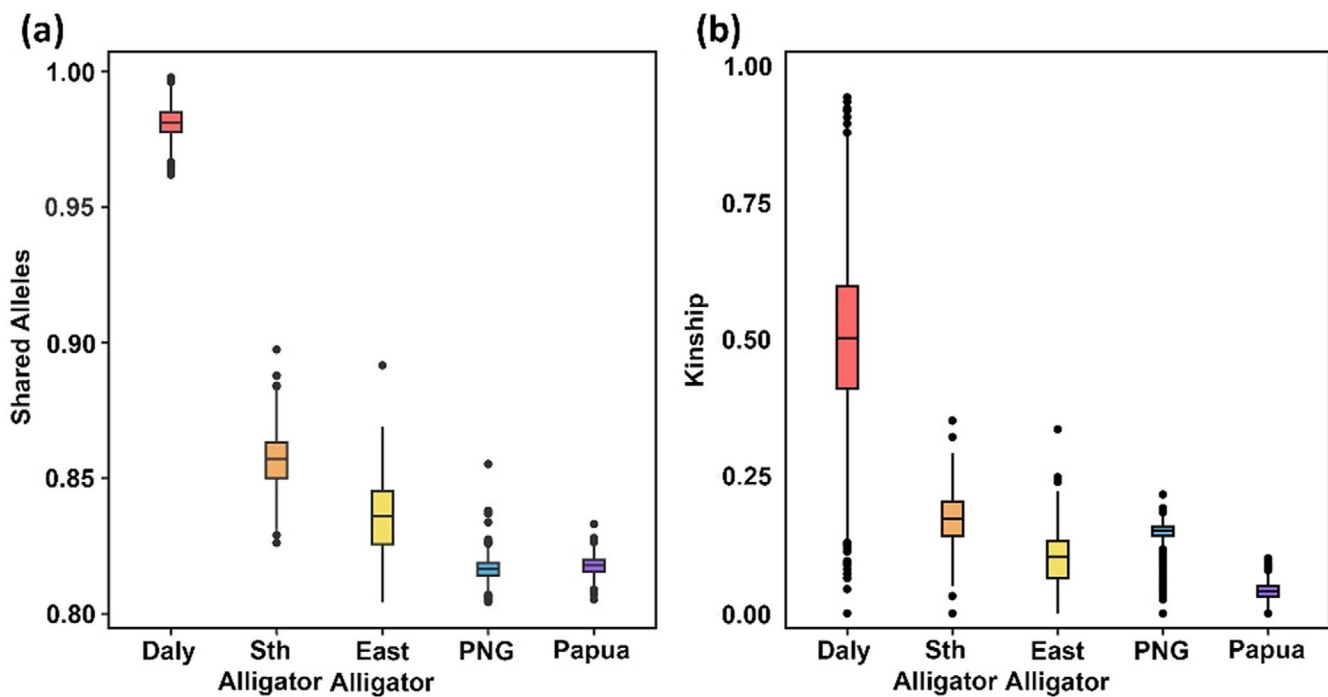 (a)
Shared Alleles
1.00
0.95
0.90
0.85
0.80
Daly Sth East PNG Papua
Alligator Alligator
(b)
Kinship
1.00
0.75
0.50
0.25
0.00
Daly Sth East PNG Papua
Alligator Alligator